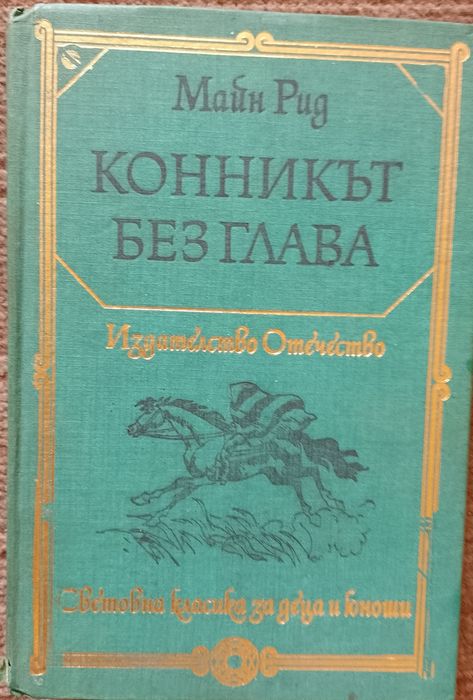 Майн Рид
КОННИКЪТ
БЕЗ ГЛАВА
Издателство Отечество
Световна класика за деца и юноши